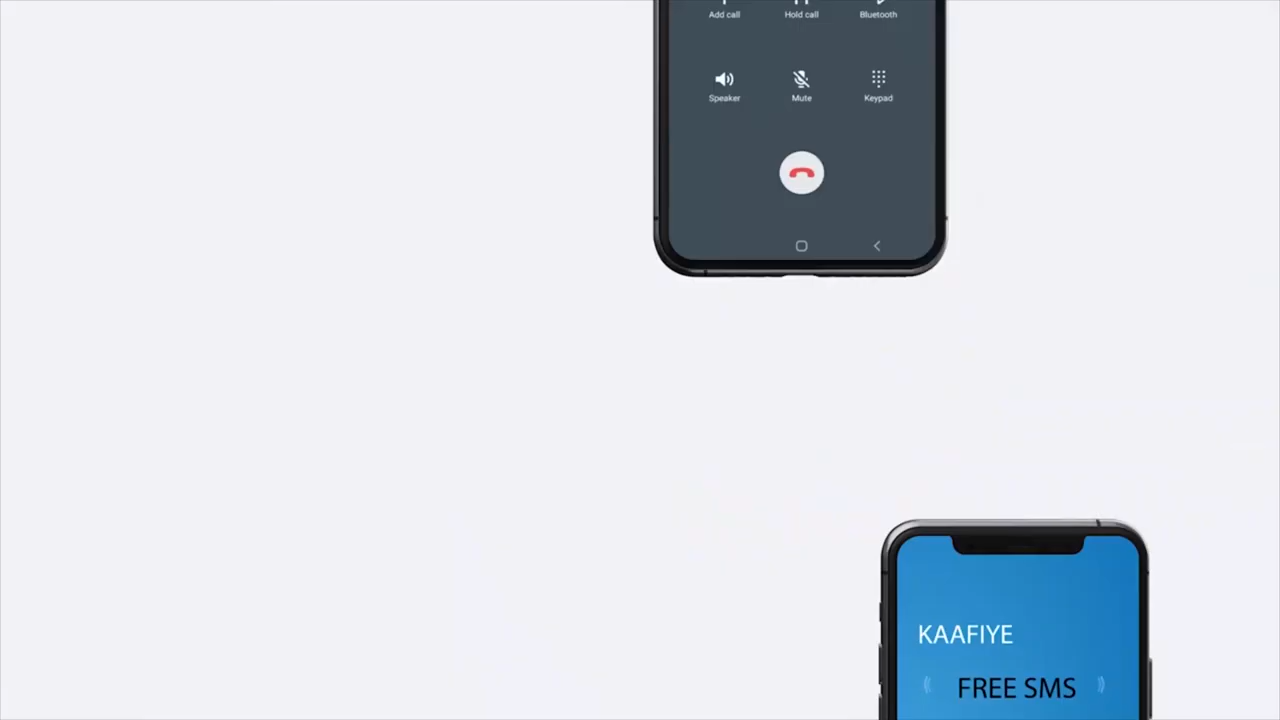 Add call Hold call Bluetooth
Speaker Mute Keypad
KAAFIYE
FREE SMS